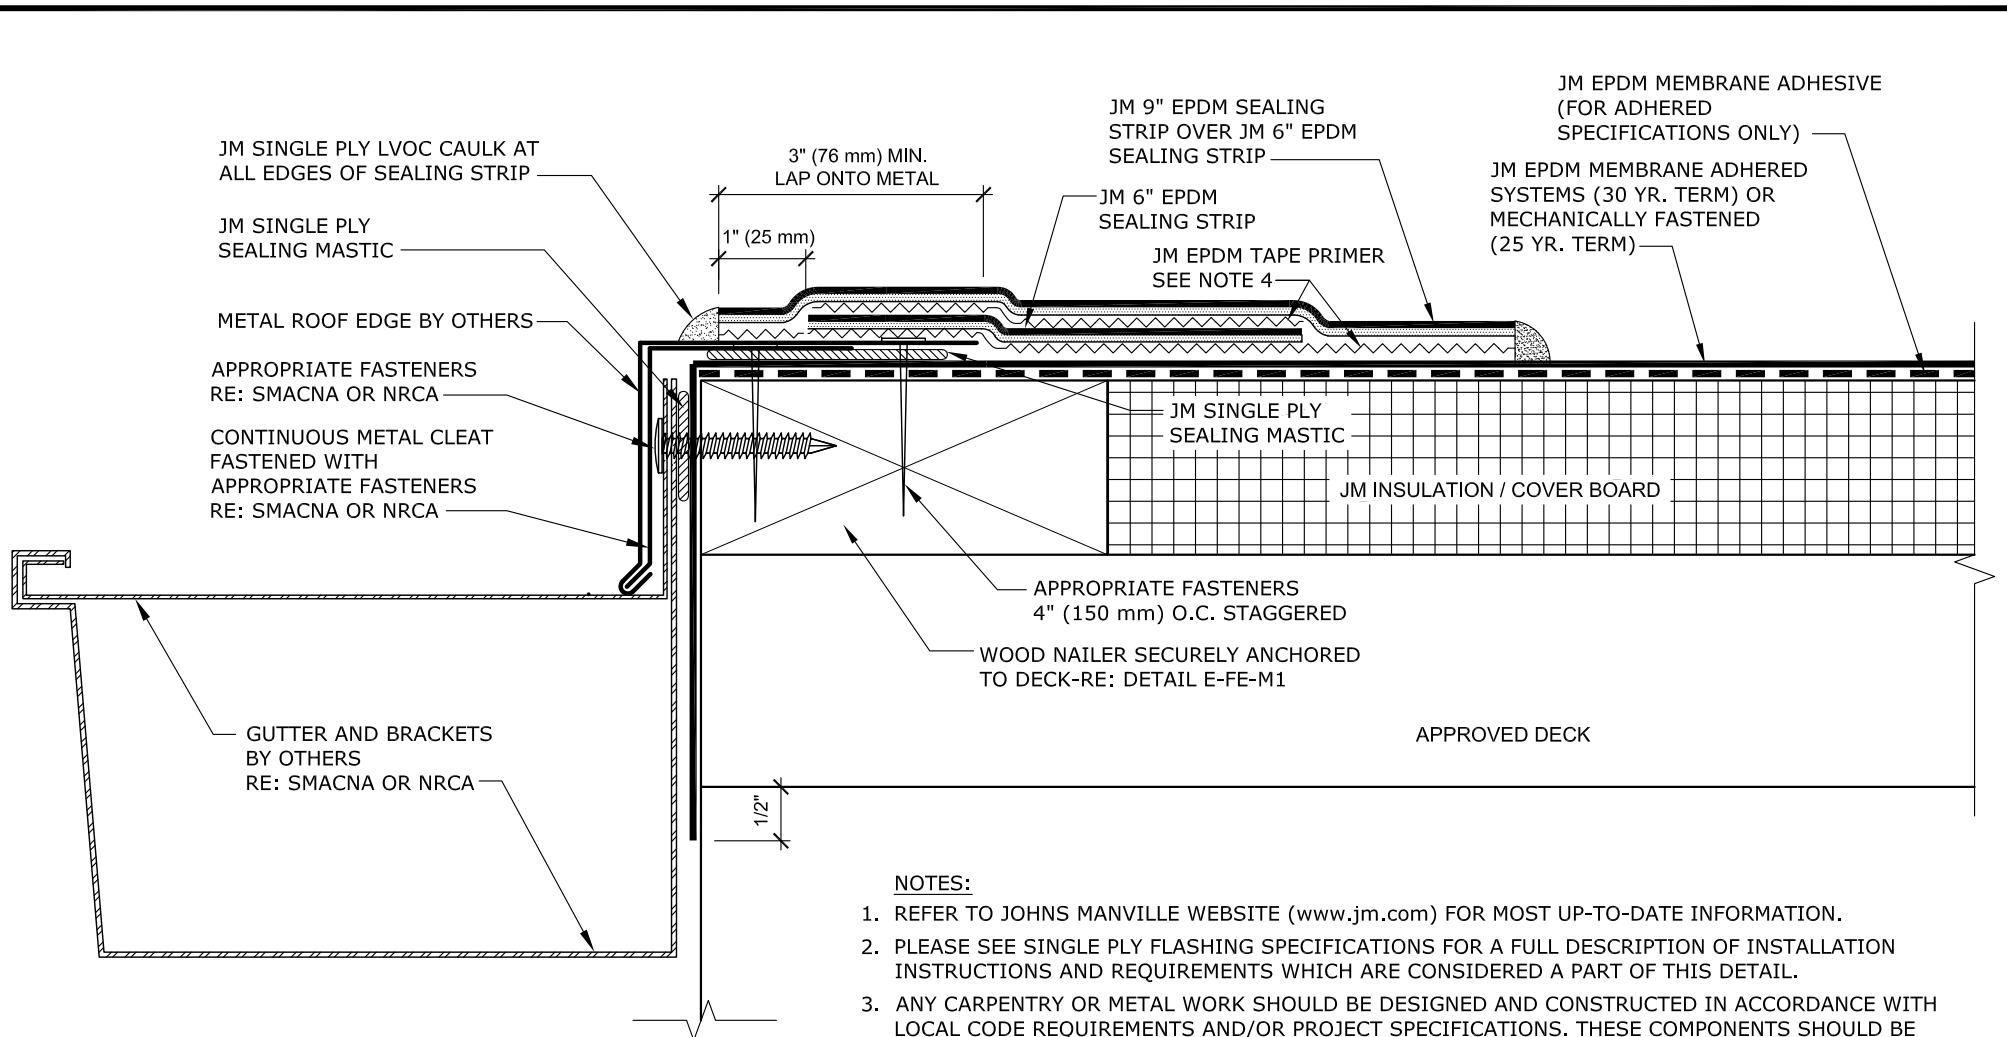 JM SINGLE PLY LVOC CAULK AT
ALL EDGES OF SEALING STRIP
JM SINGLE PLY
SEALING MASTIC
METAL ROOF EDGE BY OTHERS
APPROPRIATE FASTENERS
RE: SMACNA OR NRCA
CONTINUOUS METAL CLEAT
FASTENED WITH
APPROPRIATE FASTENERS
RE: SMACNA OR NRCA
GUTTER AND BRACKETS
BY OTHERS
RE: SMACNA OR NRCA
3" (76 mm) MIN.
LAP ONTO METAL
1" (25 mm)
JM 9" EPDM SEALING
STRIP OVER JM 6" EPDM
SEALING STRIP
JM 6" EPDM
SEALING STRIP
JM EPDM TAPE PRIMER
SEE NOTE 4
JM EPDM MEMBRANE ADHESIVE
(FOR ADHERED
SPECIFICATIONS ONLY)
JM EPDM MEMBRANE ADHERED
SYSTEMS (30 YR. TERM) OR
MECHANICALLY FASTENED
(25 YR. TERM)
JM SINGLE PLY
SEALING MASTIC
JM INSULATION / COVER BOARD
APPROPRIATE FASTENERS
4" (150 mm) O.C. STAGGERED
WOOD NAILER SECURELY ANCHORED
TO DECK-RE: DETAIL E-FE-M1
APPROVED DECK
1/2"
NOTES:
1. REFER TO JOHNS MANVILLE WEBSITE (www.jm.com) FOR MOST UP-TO-DATE INFORMATION.
2. PLEASE SEE SINGLE PLY FLASHING SPECIFICATIONS FOR A FULL DESCRIPTION OF INSTALLATION
INSTRUCTIONS AND REQUIREMENTS WHICH ARE CONSIDERED A PART OF THIS DETAIL.
3. ANY CARPENTRY OR METAL WORK SHOULD BE DESIGNED AND CONSTRUCTED IN ACCORDANCE WITH
LOCAL CODE REQUIREMENTS AND/OR PROJECT SPECIFICATIONS. THESE COMPONENTS SHOULD BE